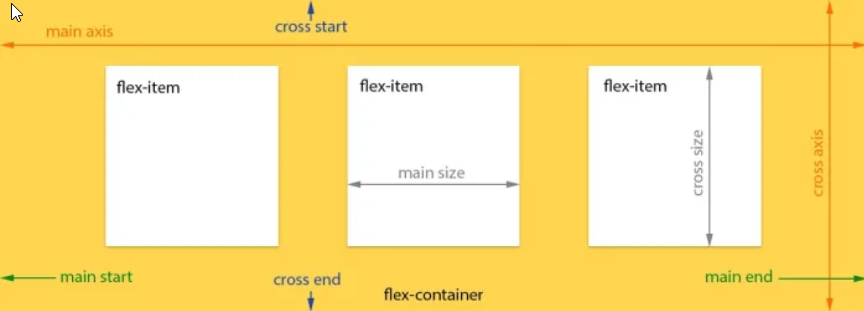 cross start
main axis
flex-item
flex-item
flex-item
main size
cross size
cross axis
main start
cross end
main end
flex-container